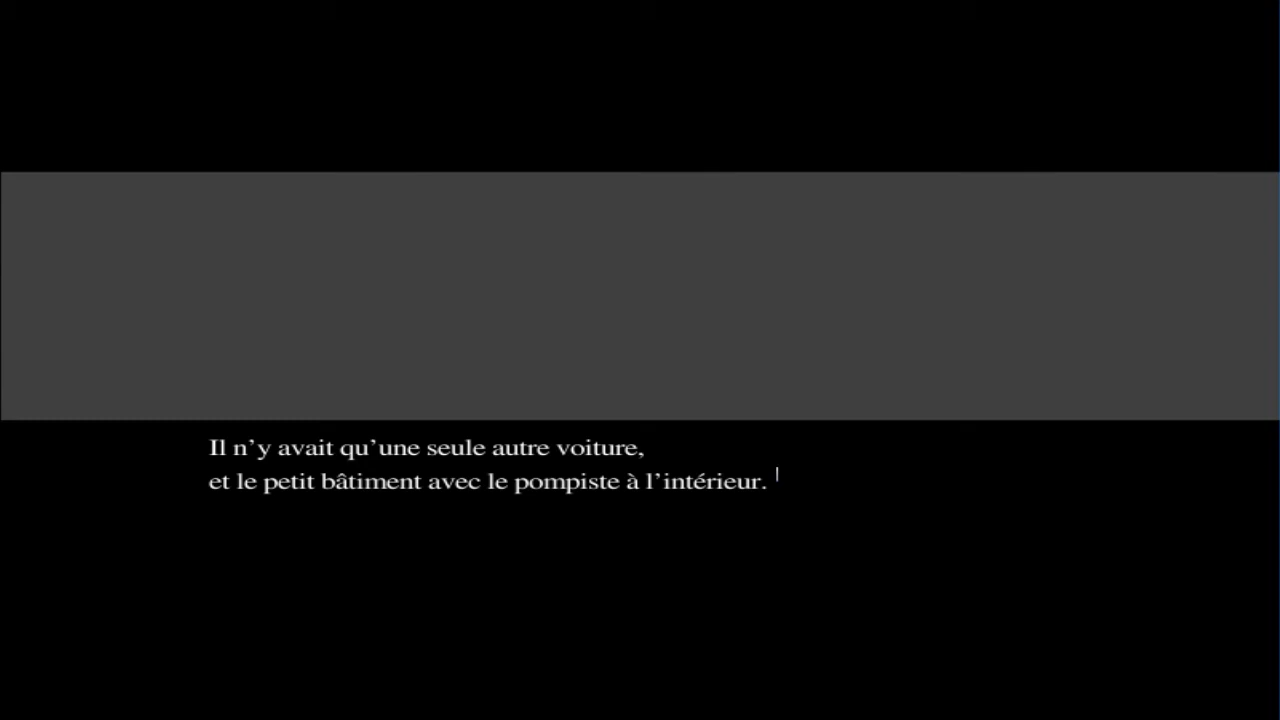 Il n’y avait qu’une seule autre voiture,
et le petit bâtiment avec le pompiste à l’intérieur.